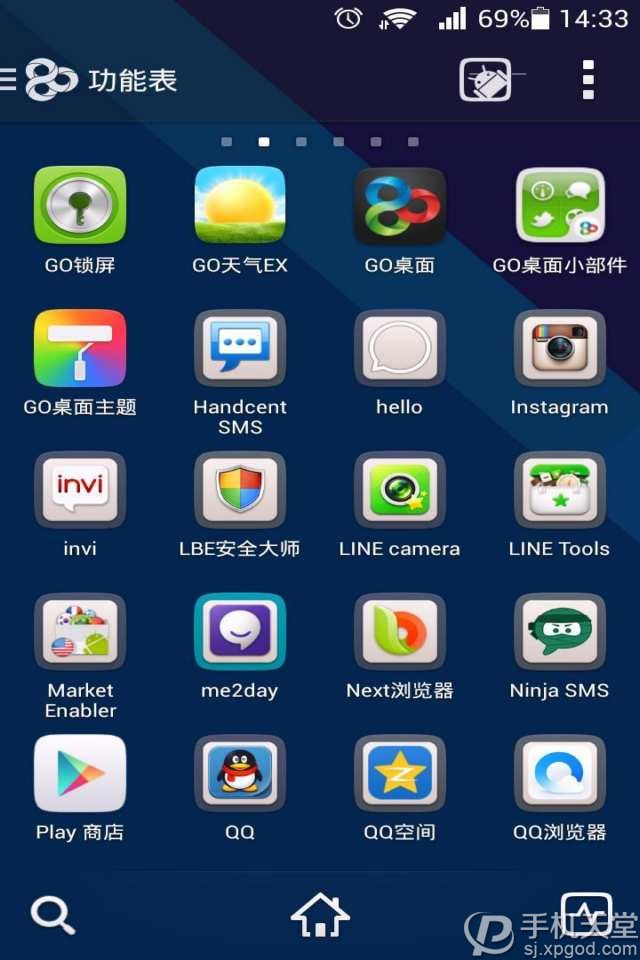 69% 14:33
功能表
GO锁屏 GO天气EX GO桌面 GO桌面小部件
GO桌面主题 Handcent SMS hello Instagram
invi
invi LBE安全大师 LINE camera LINE Tools
Market Enabler me2day Next浏览器 Ninja SMS
Play 商店 QQ QQ空间 QQ浏览器
手机天堂
sj.xpgod.com